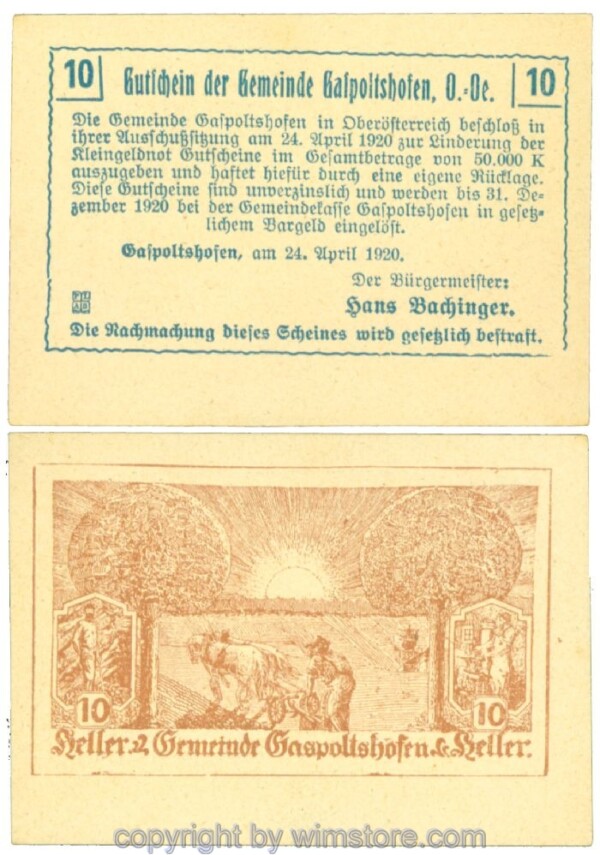 10 Gutschein der Gemeinde Gaspoltshofen, O.-Oe. 10
Die Gemeinde Gaspoltshofen in Oberösterreich beschloß in
ihrer Ausschußsitzung am 24. April 1920 zur Linderung der
Kleingeldnot Gutscheine im Gesamtbetrage von 50.000 K
auszugeben und haftet hiefür durch eine eigene Rücklage.
Diese Gutscheine sind unverzinslich und werden bis 31. De-
zember 1920 bei der Gemeindekasse Gaspoltshofen in gesetz-
lichem Bargeld eingelöst.
Gaspoltshofen, am 24. April 1920.
Der Bürgermeister:
Hans Bachinger.
Die Nachmachung dieses Scheines wird gesetzlich bestraft.
10 10
Heller Gemeinde Gaspoltshofen Heller.
copyright by wimstore.com